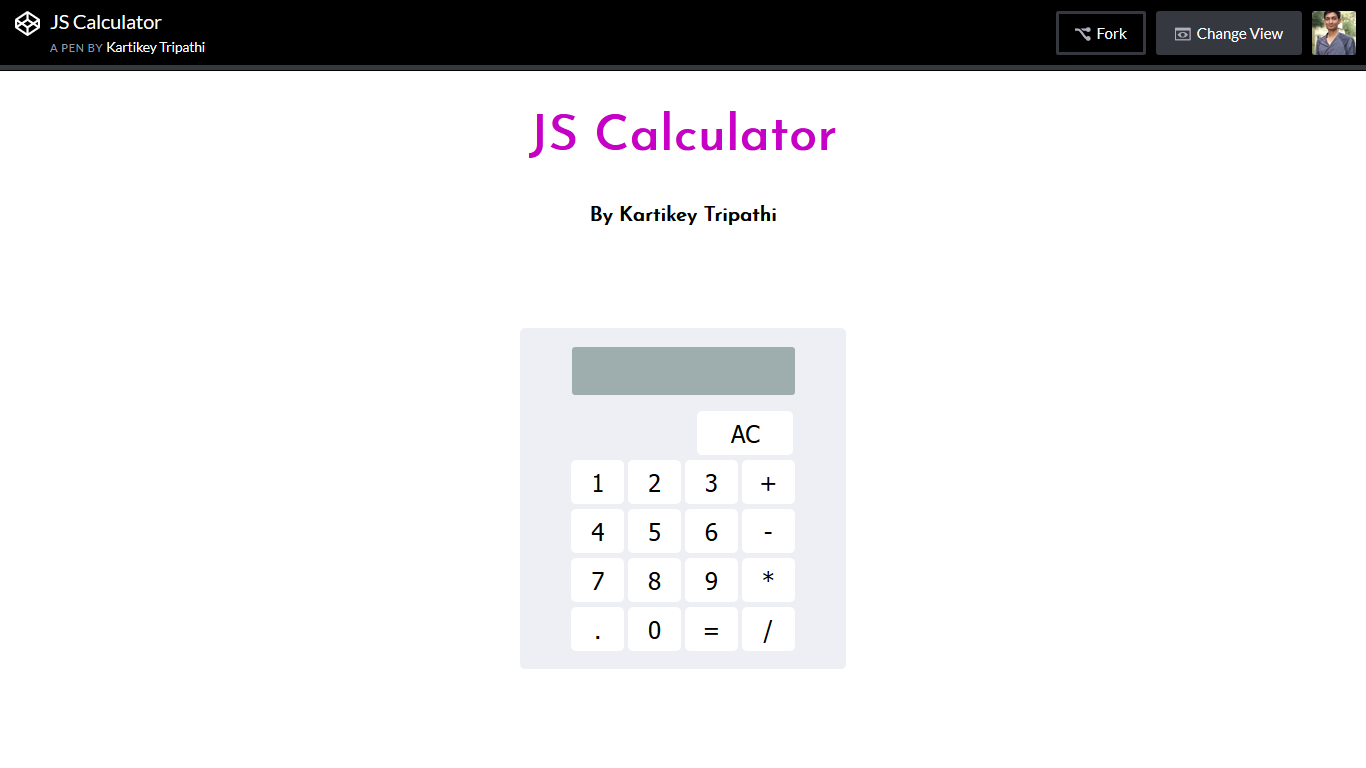 JS Calculator
A PEN BY Kartikey Tripathi
Fork
Change View
JS Calculator
By Kartikey Tripathi
AC
1 2 3 +
4 5 6 -
7 8 9 *
. 0 = /